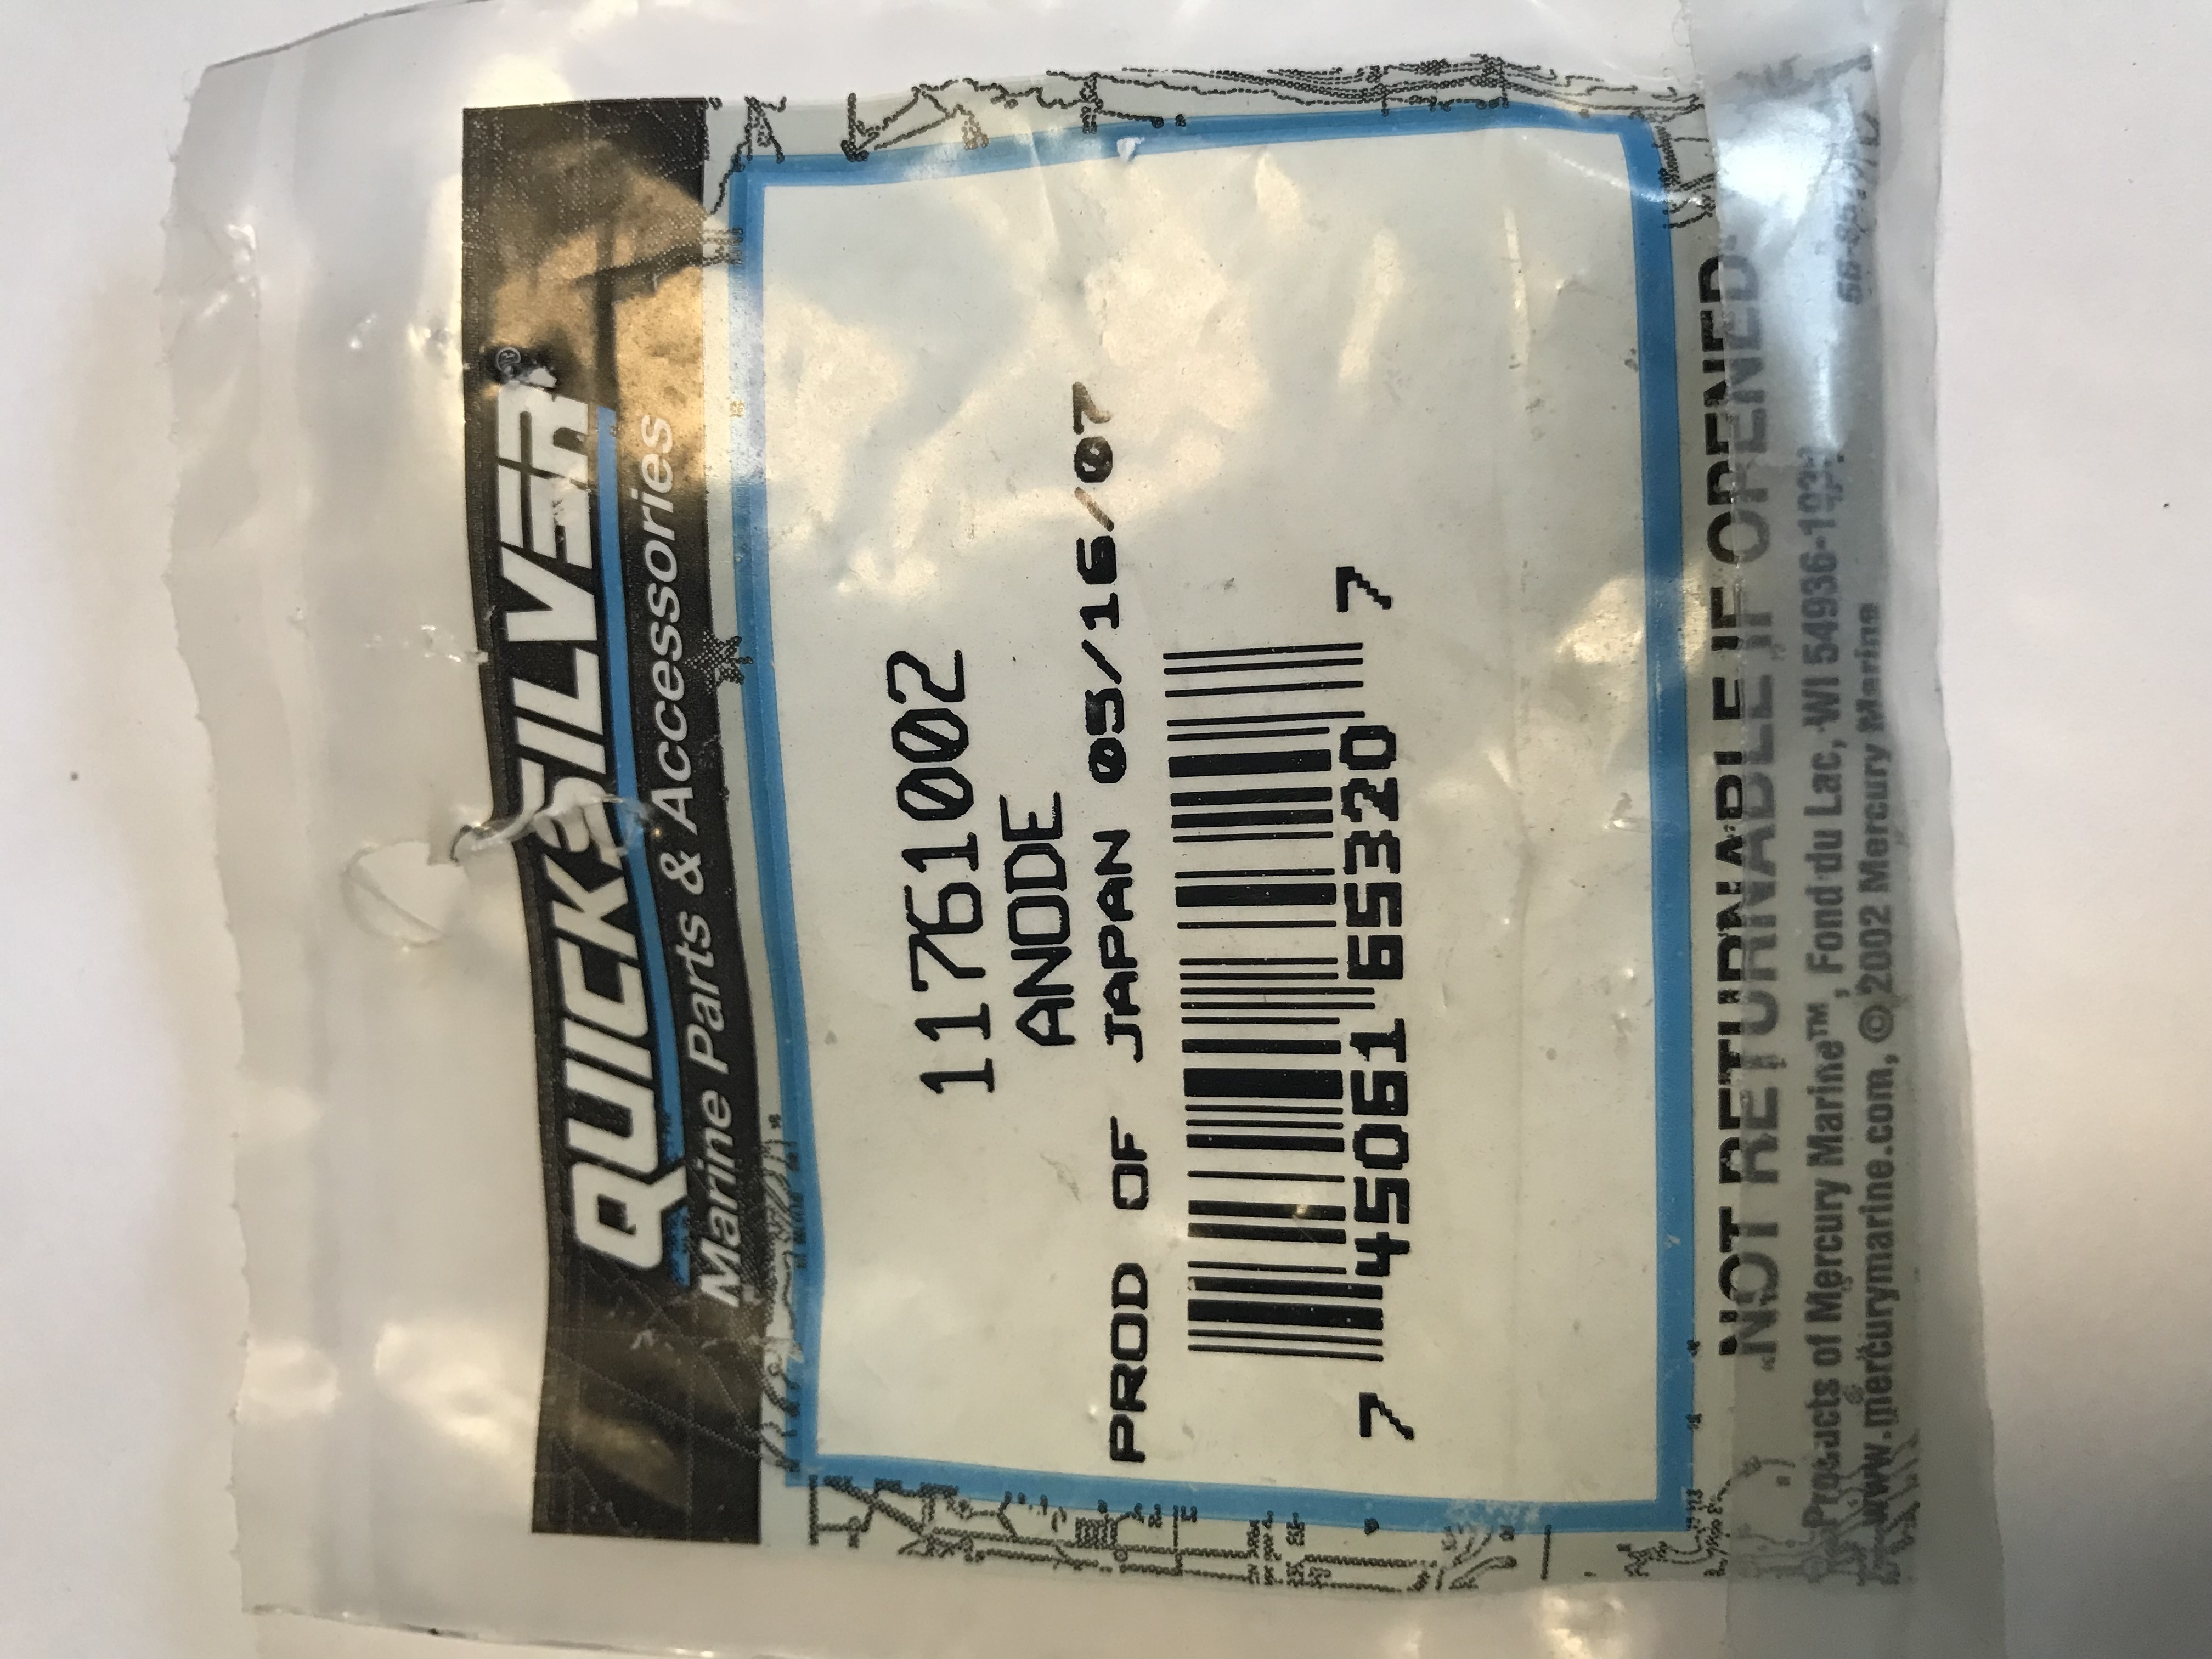 QUICKSILVER®
Marine Parts & Accessories
11761002
ANODE
PROD OF JAPAN 05/16/07
7 45061 65320 7
NOT RETURNABLE IF OPENED
Products of Mercury Marine™, Fond du Lac, WI 54936-1939
www.mercurymarine.com, © 2002 Mercury Marine